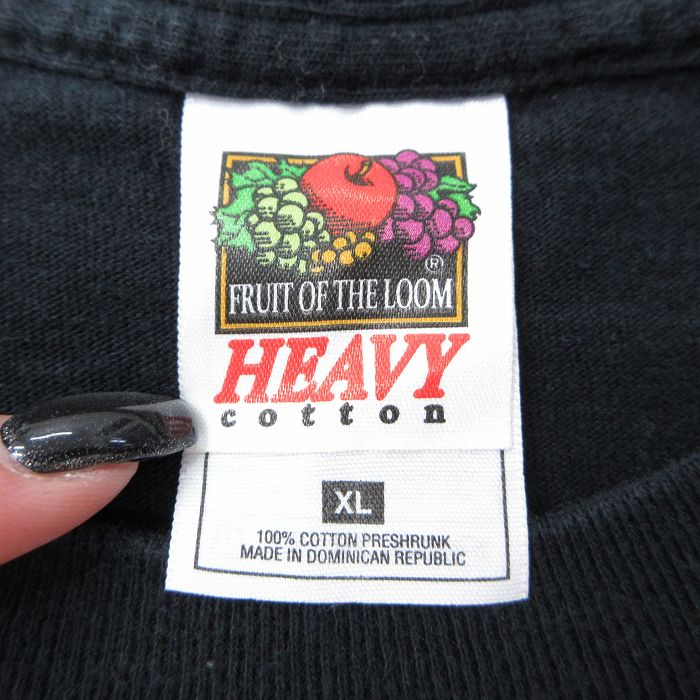 ®
FRUIT OF THE LOOM
HEAVY
cotton
XL
100% COTTON PRESHRUNK
MADE IN DOMINICAN REPUBLIC